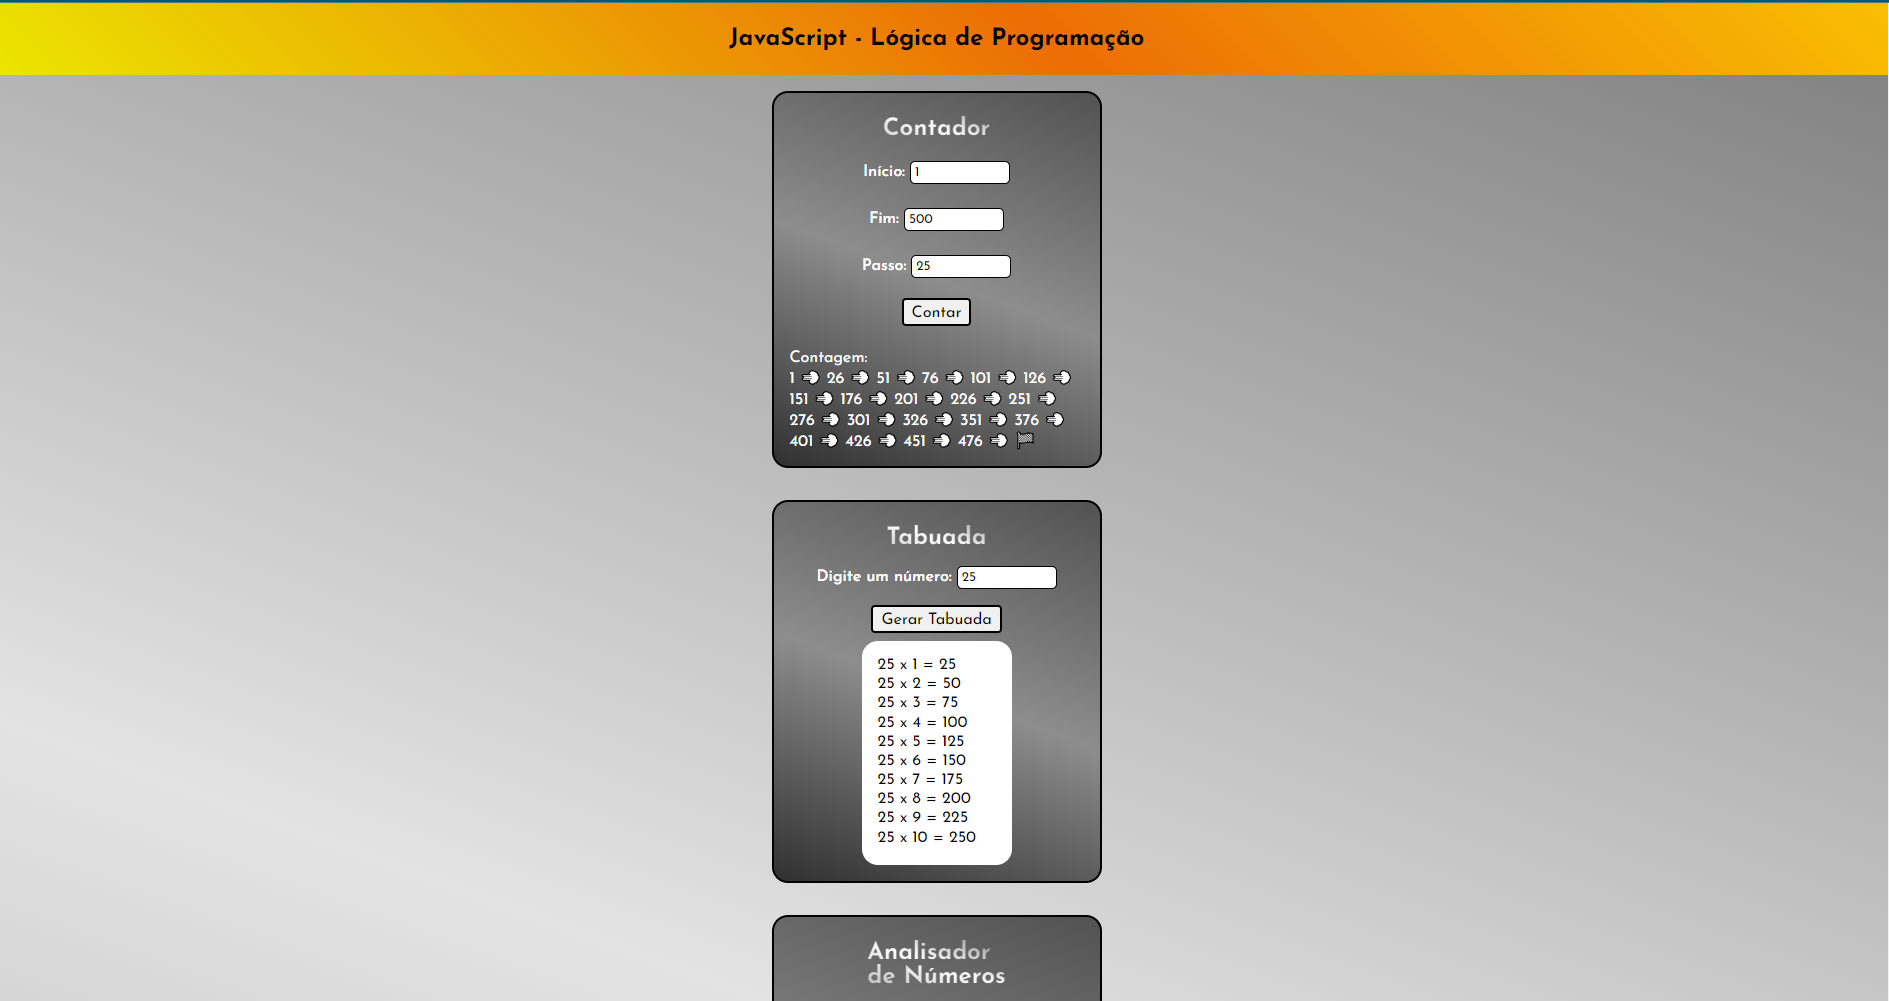 JavaScript - Lógica de Programação
Contador
Início: 1
Fim: 500
Passo: 25
Contar
Contagem:
1 👉 26 👉 51 👉 76 👉 101 👉 126 👉
151 👉 176 👉 201 👉 226 👉 251 👉
276 👉 301 👉 326 👉 351 👉 376 👉
401 👉 426 👉 451 👉 476 👉 🏁
Tabuada
Digite um número: 25
Gerar Tabuada
25 x 1 = 25
25 x 2 = 50
25 x 3 = 75
25 x 4 = 100
25 x 5 = 125
25 x 6 = 150
25 x 7 = 175
25 x 8 = 200
25 x 9 = 225
25 x 10 = 250
Analisador
de Números